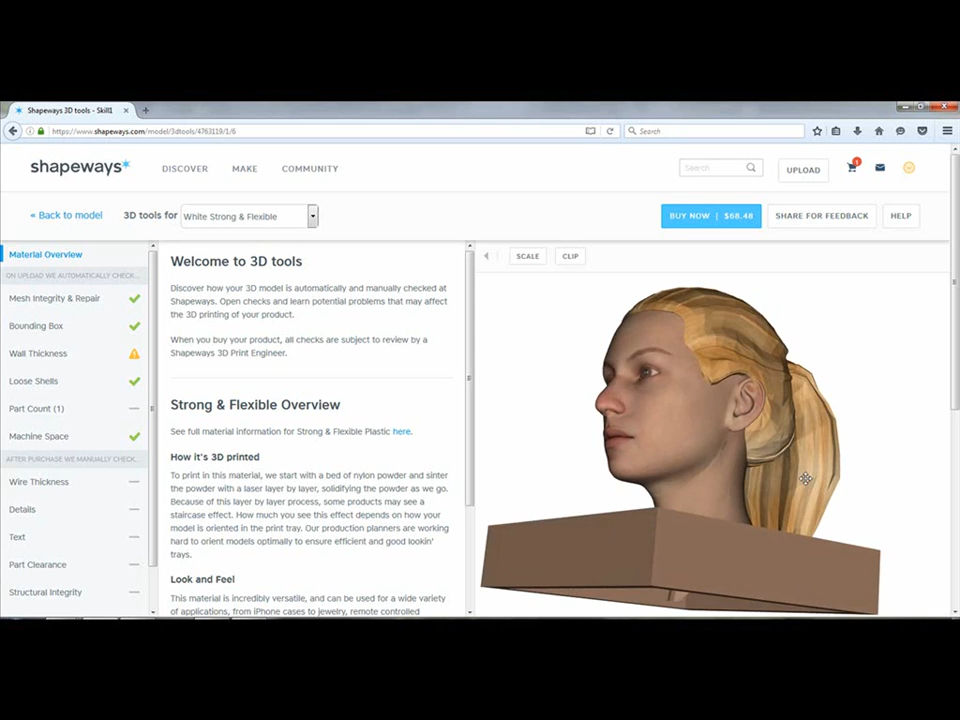 Shapeways 3D tools - Skill1
https://www.shapeways.com/model/3dtools/4763119/1/6
Search
shapeways
DISCOVER
MAKE
COMMUNITY
Search
UPLOAD
1
« Back to model
3D tools for
White Strong & Flexible
BUY NOW | $68.48
SHARE FOR FEEDBACK
HELP
Material Overview
ON UPLOAD WE AUTOMATICALLY CHECK...
Mesh Integrity & Repair
Bounding Box
Wall Thickness
Loose Shells
Part Count (1)
Machine Space
AFTER PURCHASE WE MANUALLY CHECK...
Wire Thickness
Details
Text
Part Clearance
Structural Integrity
Welcome to 3D tools
Discover how your 3D model is automatically and manually checked at
Shapeways. Open checks and learn potential problems that may affect
the 3D printing of your product.
When you buy your product, all checks are subject to review by a
Shapeways 3D Print Engineer.
Strong & Flexible Overview
See full material information for Strong & Flexible Plastic here.
How it's 3D printed
To print in this material, we start with a bed of nylon powder and sinter
the powder with a laser layer by layer, solidifying the powder as we go.
Because of this layer by layer process, some products may see a
staircase effect. How much you see this effect depends on how your
model is oriented in the print tray. Our production planners are working
hard to orient models optimally to ensure efficient and good lookin'
trays.
Look and Feel
This material is incredibly versatile, and can be used for a wide variety
of applications, from iPhone cases to jewelry, remote controlled
SCALE
CLIP